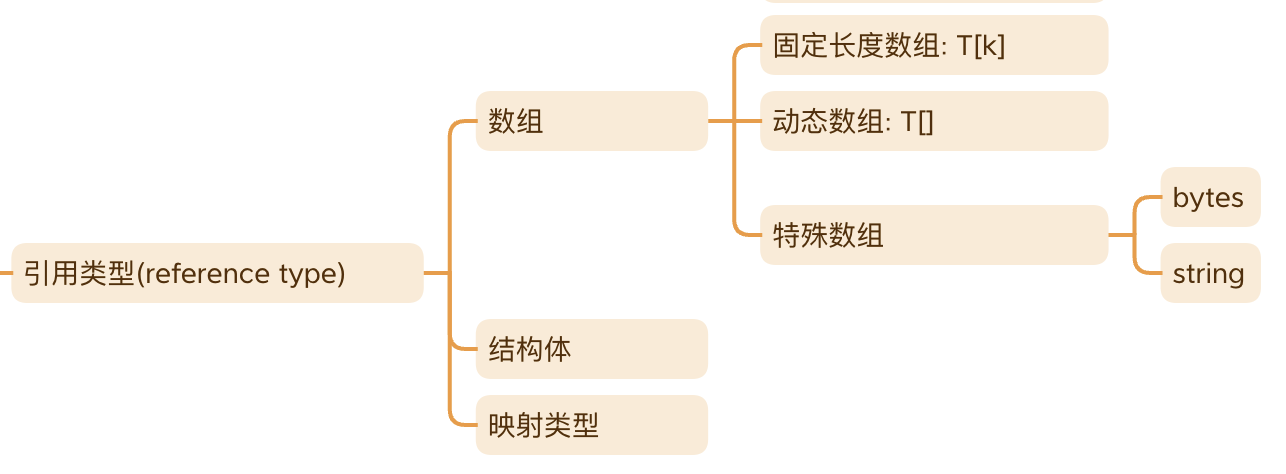 固定长度数组: T[k]
数组
动态数组: T[]
bytes
特殊数组
引用类型(reference type)
string
结构体
映射类型